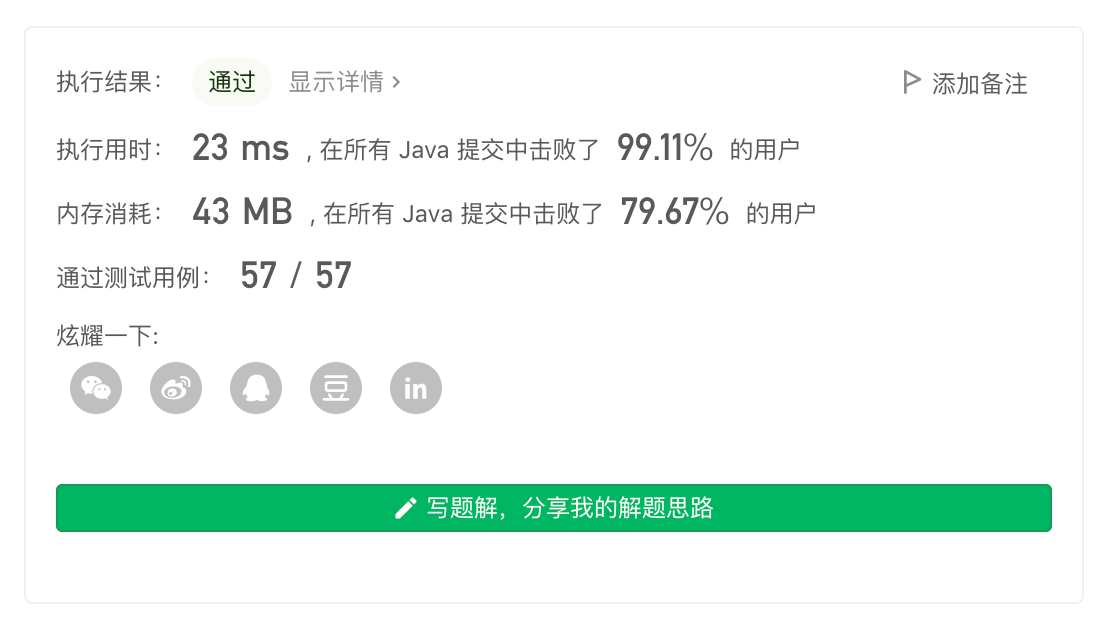 执行结果： 通过 显示详情 > 添加备注
执行用时： 23 ms , 在所有 Java 提交中击败了 99.11% 的用户
内存消耗： 43 MB , 在所有 Java 提交中击败了 79.67% 的用户
通过测试用例： 57 / 57
炫耀一下:
豆 in
写题解，分享我的解题思路